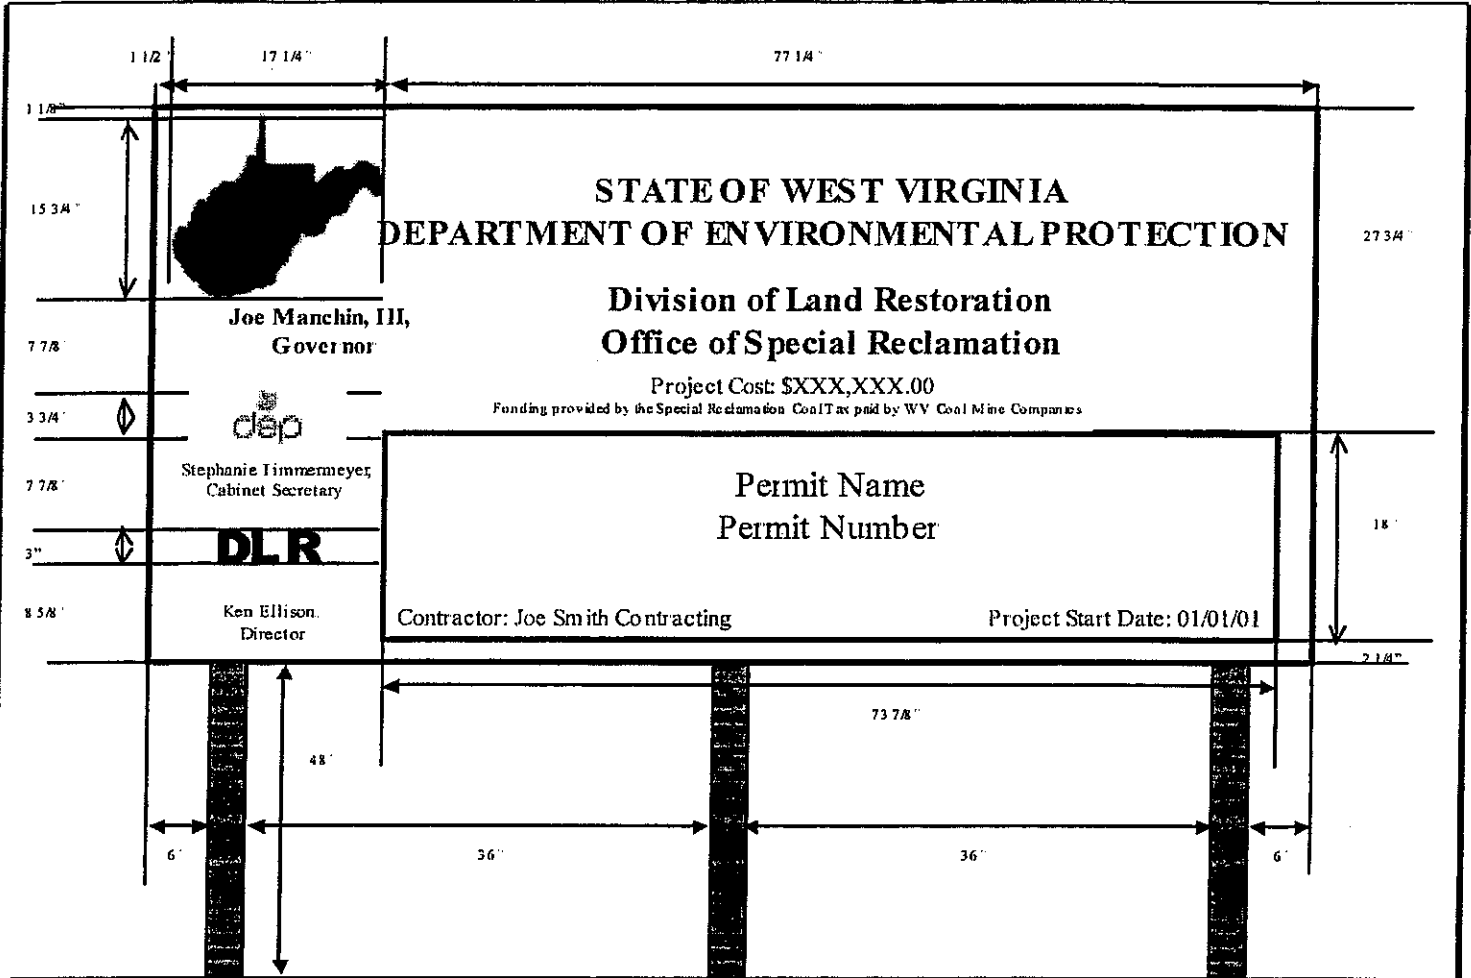 1 1/2 "
17 1/4 "
77 1/4 "
1 1/8"
15 3/4 "
STATE OF WEST VIRGINIA
DEPARTMENT OF ENVIRONMENTAL PROTECTION
27 3/4 "
Division of Land Restoration
Office of Special Reclamation
Joe Manchin, III,
Governor
7 7/8 "
Project Cost: $XXX,XXX.00
Funding provided by the Special Reclamation Coal Tax paid by WV Coal Mine Companies
3 3/4 "
dep
Stephanie Timmermeyer,
Cabinet Secretary
7 7/8 "
Permit Name
Permit Number
18 "
3"
DLR
8 5/8 "
Ken Ellison,
Director
Contractor: Joe Smith Contracting
Project Start Date: 01/01/01
2 1/4"
73 7/8 "
48 "
6 "
36 "
36 "
6 "